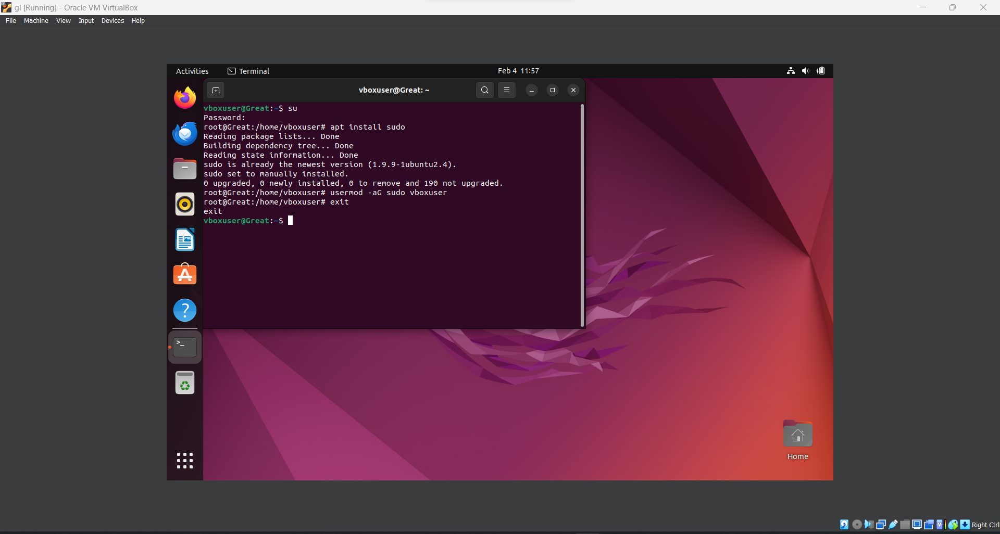 gl [Running] - Oracle VM VirtualBox
File Machine View Input Devices Help
Activities Terminal Feb 4 11:57
vboxuser@Great: ~
vboxuser@Great:~$ su
Password:
root@Great:/home/vboxuser# apt install sudo
Reading package lists... Done
Building dependency tree... Done
Reading state information... Done
sudo is already the newest version (1.9.9-1ubuntu2.4).
sudo set to manually installed.
0 upgraded, 0 newly installed, 0 to remove and 190 not upgraded.
root@Great:/home/vboxuser# usermod -aG sudo vboxuser
root@Great:/home/vboxuser# exit
exit
vboxuser@Great:~$
Home
Right Ctrl